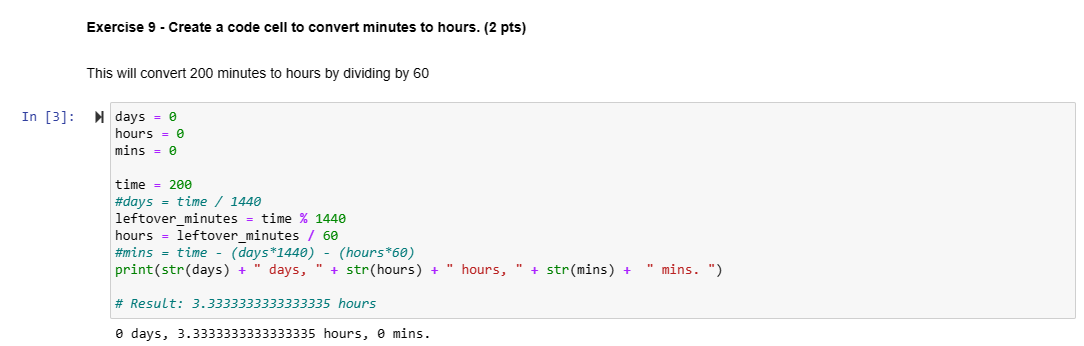 Exercise 9 - Create a code cell to convert minutes to hours. (2 pts)
This will convert 200 minutes to hours by dividing by 60
In [3]:
days = 0
hours = 0
mins = 0
time = 200
#days = time / 1440
leftover_minutes = time % 1440
hours = leftover_minutes / 60
#mins = time - (days*1440) - (hours*60)
print(str(days) + " days, " + str(hours) + " hours, " + str(mins) +  " mins. ")
# Result: 3.3333333333333335 hours
0 days, 3.3333333333333335 hours, 0 mins.